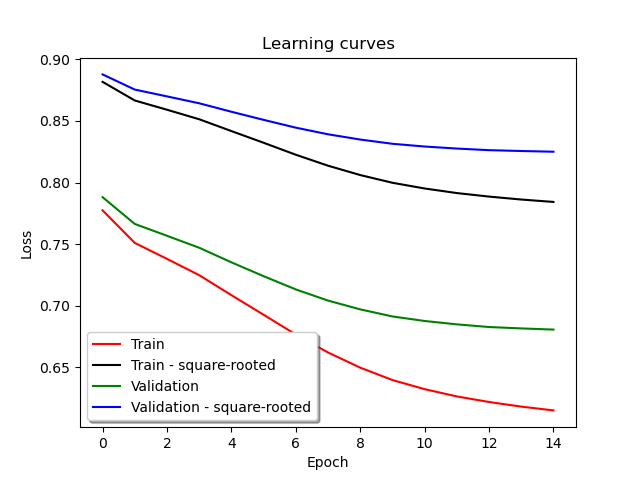 Learning curves
Loss
0.90
0.85
0.80
0.75
0.70
0.65
Train
Train - square-rooted
Validation
Validation - square-rooted
0 2 4 6 8 10 12 14
Epoch